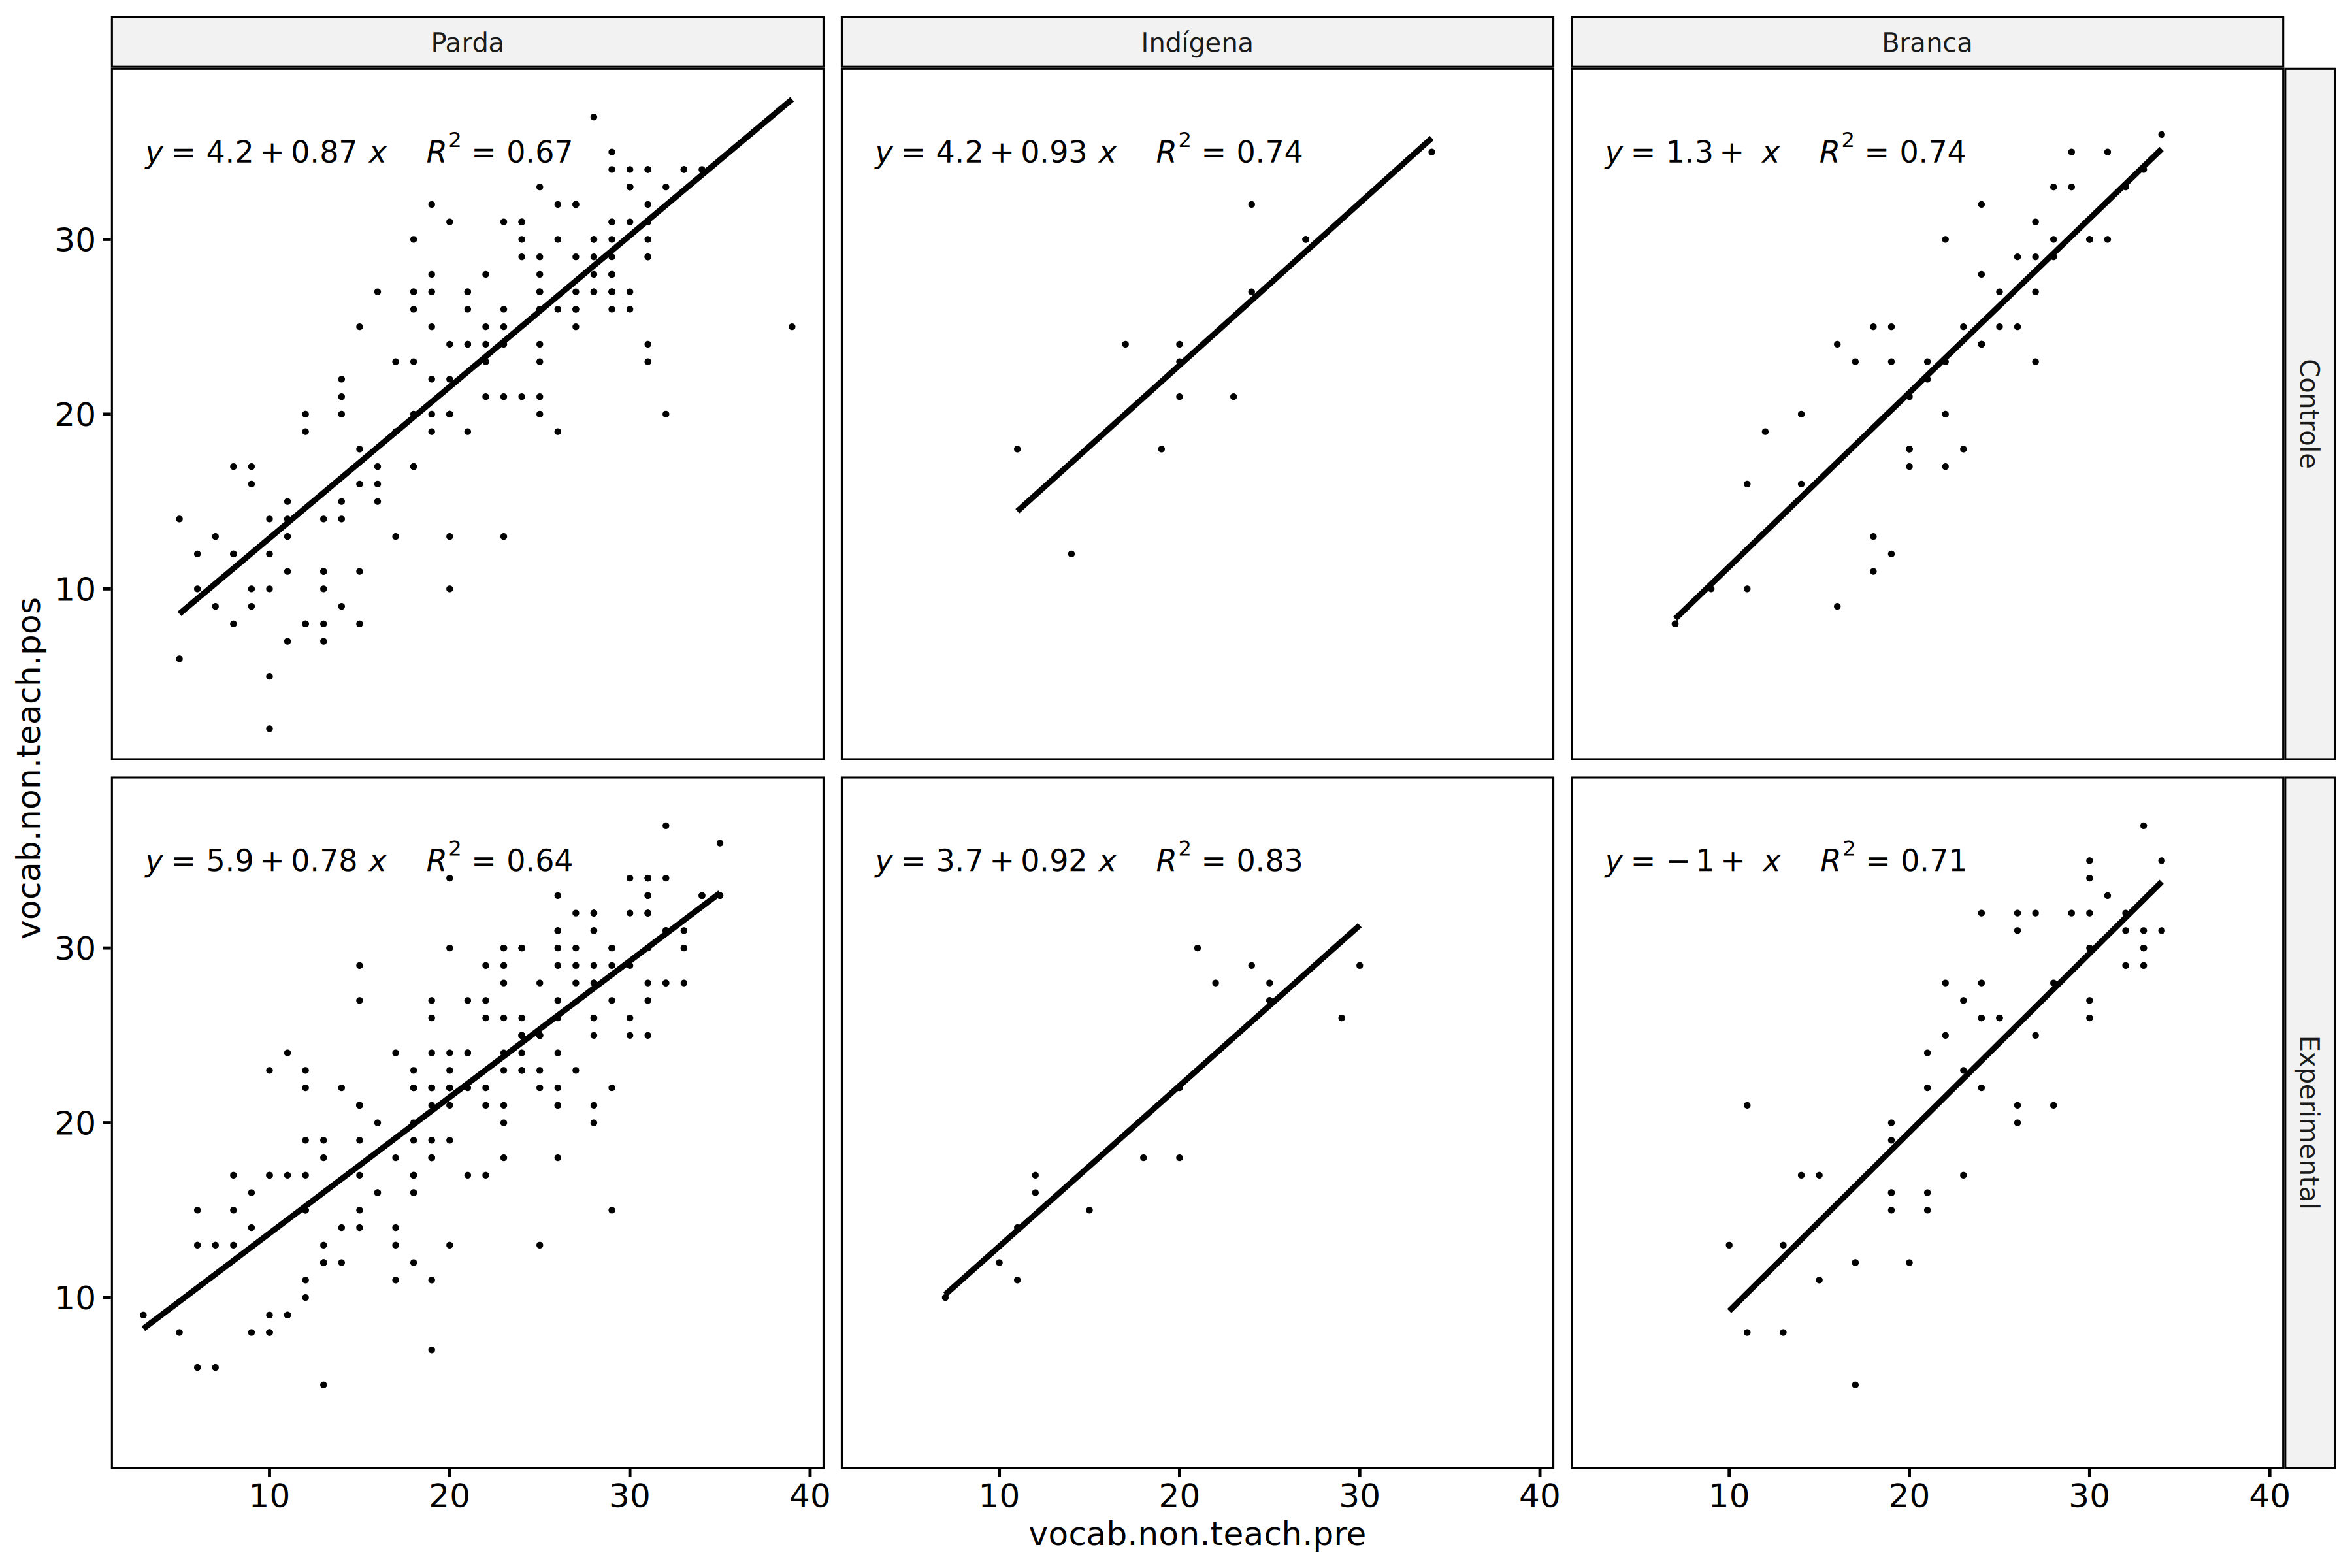 Parda Indígena Branca
y = 4.2 + 0.87 x R² = 0.67
y = 4.2 + 0.93 x R² = 0.74
y = 1.3 + x R² = 0.74
Controle
30
20
10
y = 5.9 + 0.78 x R² = 0.64
y = 3.7 + 0.92 x R² = 0.83
y = −1 + x R² = 0.71
Experimental
30
20
10
vocab.non.teach.pos
10 20 30 40 10 20 30 40 10 20 30 40
vocab.non.teach.pre